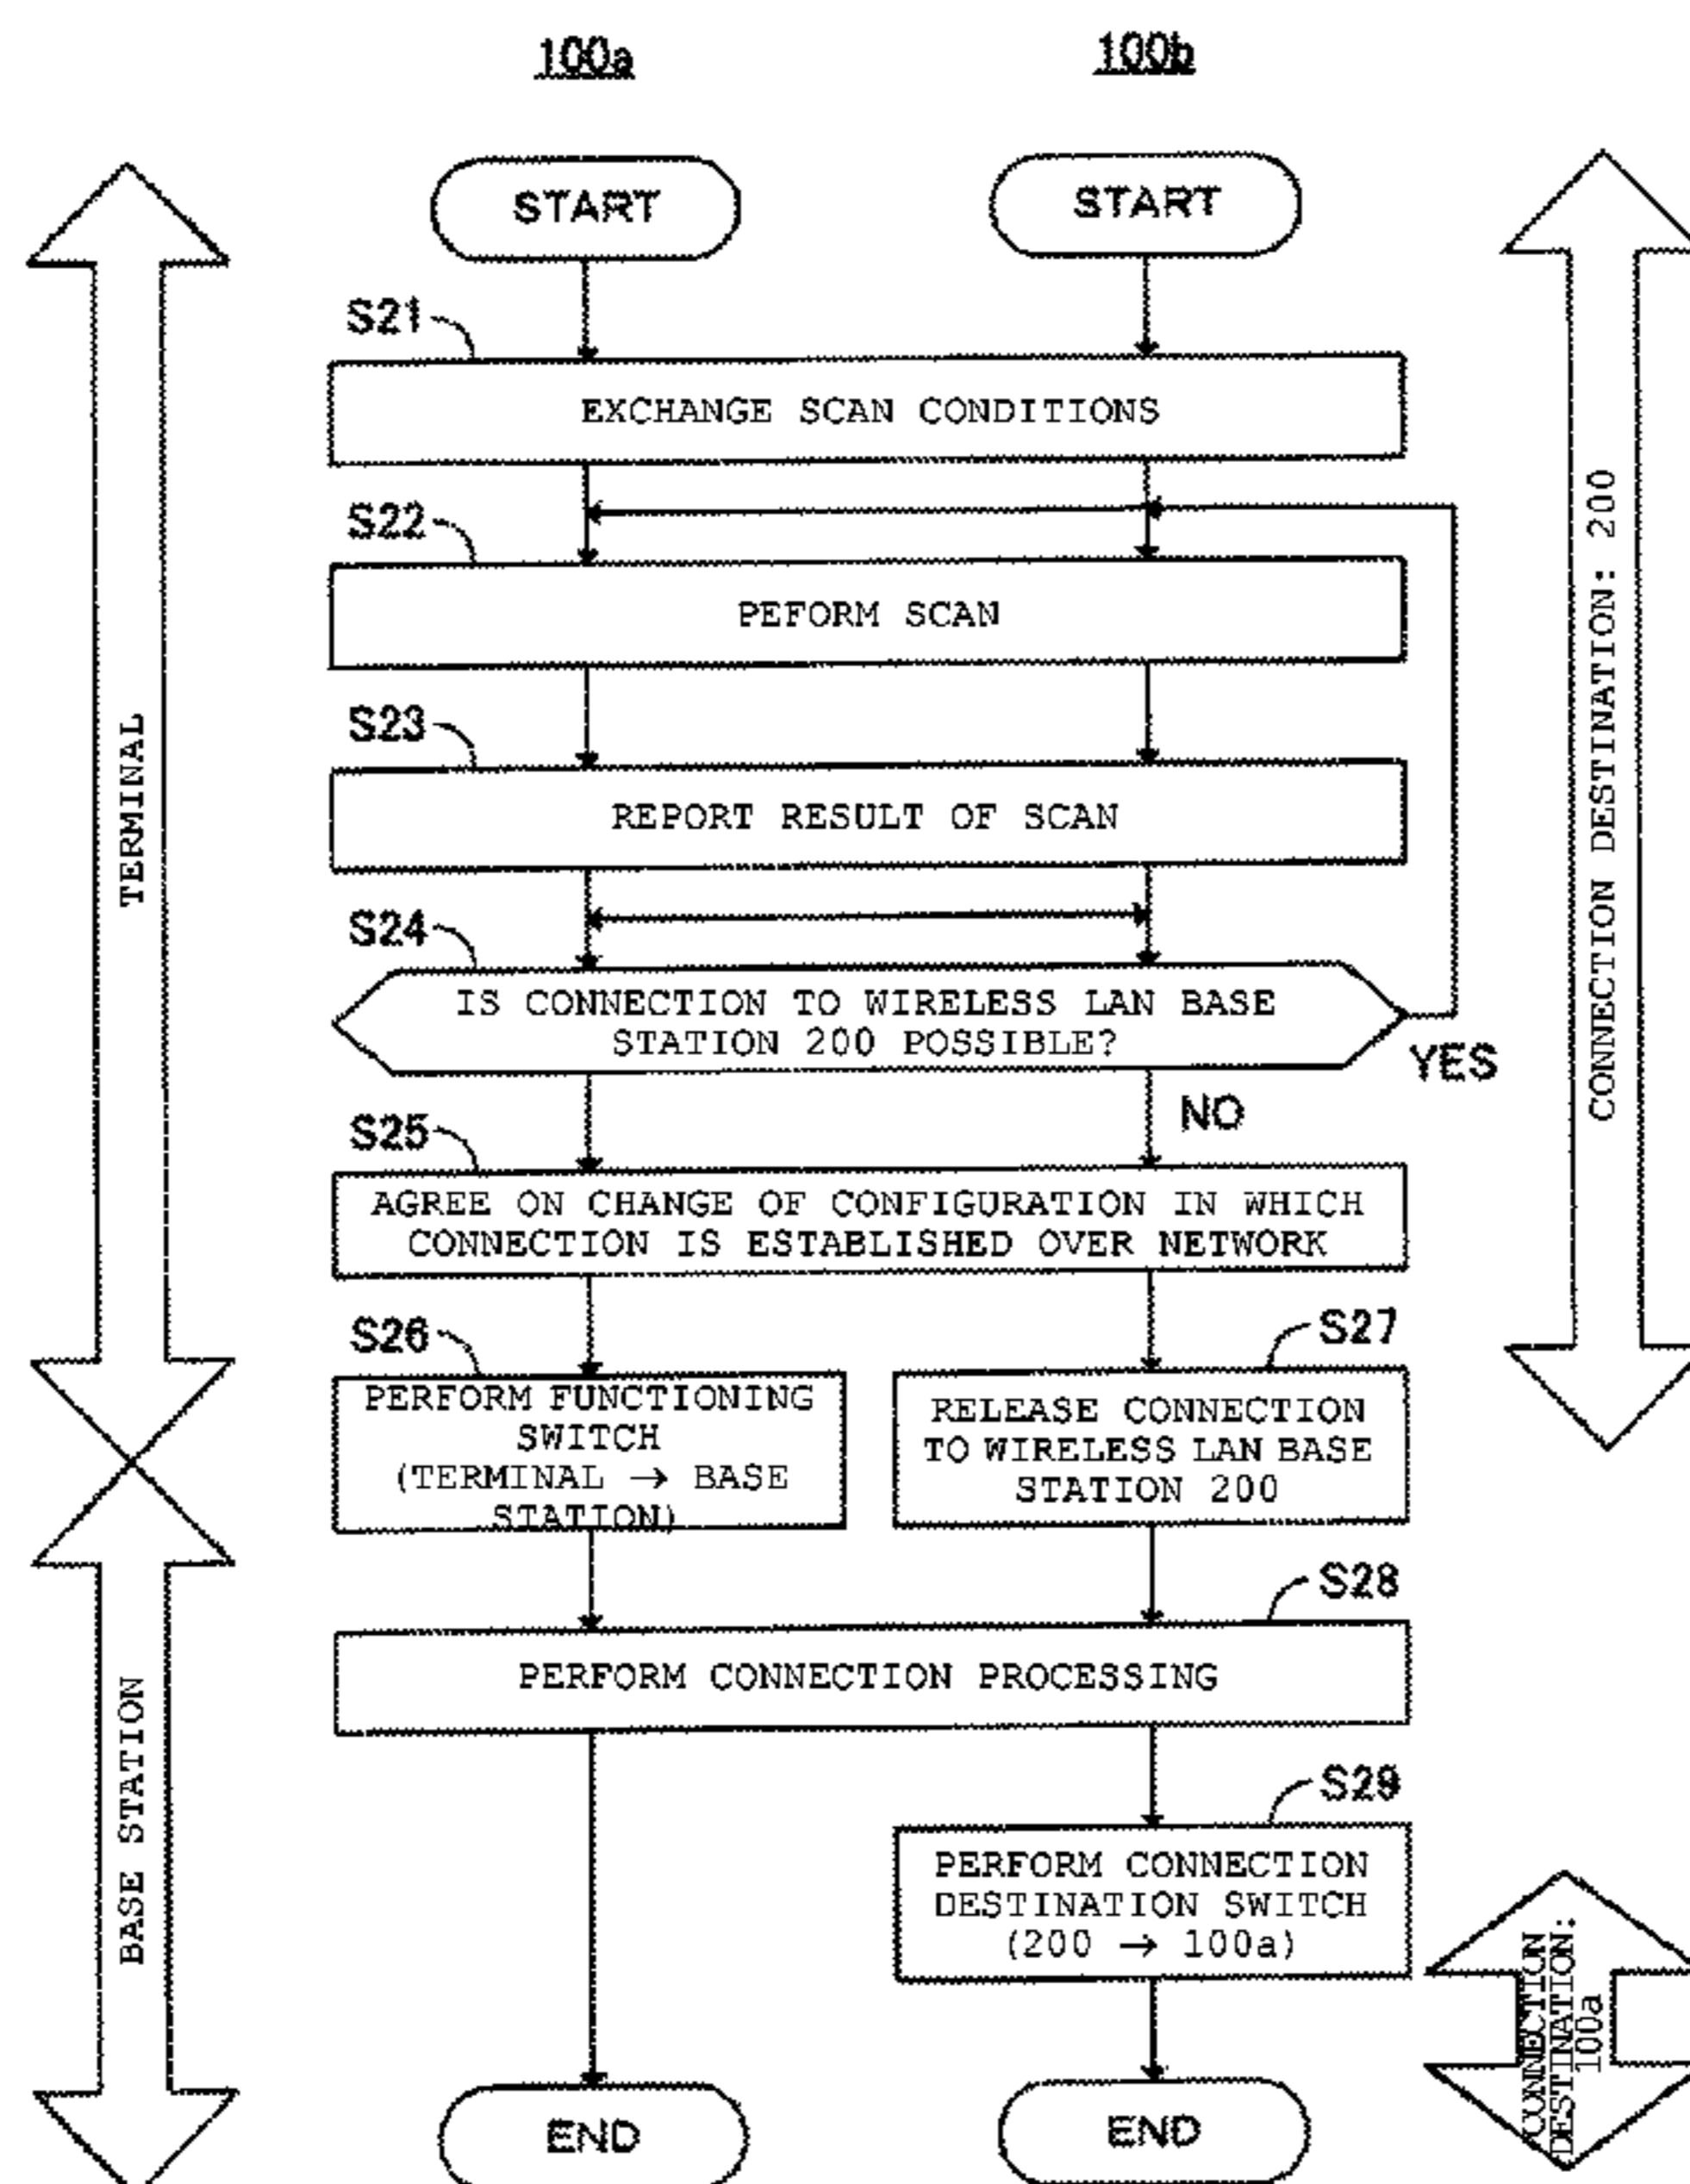 100a
100b
START
START
S21
EXCHANGE SCAN CONDITIONS
S22
PEFORM SCAN
S23
REPORT RESULT OF SCAN
S24
IS CONNECTION TO WIRELESS LAN BASE
STATION 200 POSSIBLE?
YES
NO
S25
AGREE ON CHANGE OF CONFIGURATION IN WHICH
CONNECTION IS ESTABLISHED OVER NETWORK
S26
PERFORM FUNCTIONING
SWITCH
(TERMINAL → BASE
STATION)
S27
RELEASE CONNECTION
TO WIRELESS LAN BASE
STATION 200
S28
PERFORM CONNECTION PROCESSING
S29
PERFORM CONNECTION
DESTINATION SWITCH
(200 → 100a)
END
END
TERMINAL
BASE STATION
CONNECTION DESTINATION: 200
CONNECTION
DESTINATION:
100a